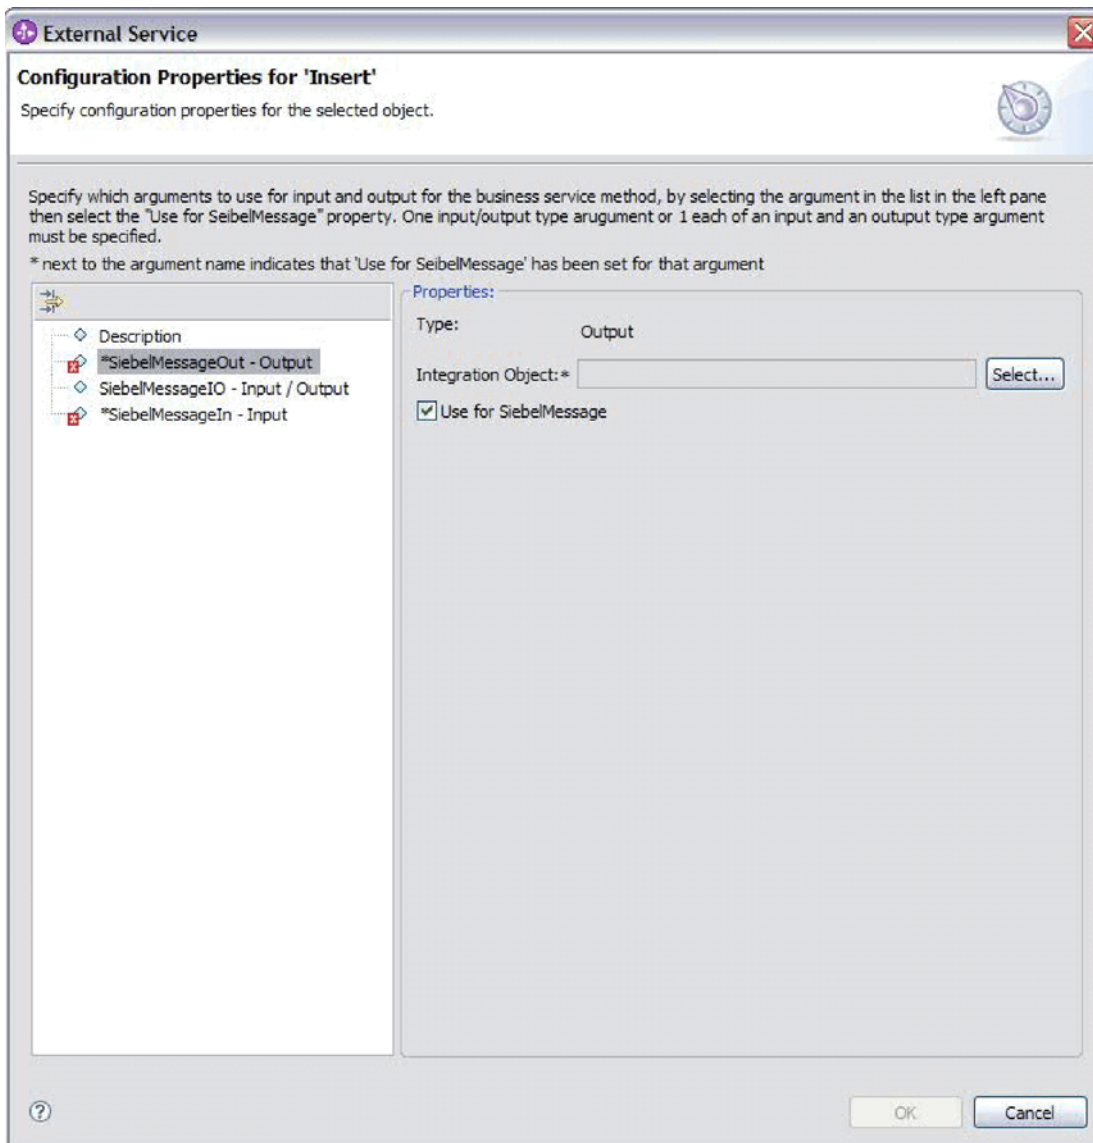 External Service
Configuration Properties for 'Insert'
Specify configuration properties for the selected object.
Specify which arguments to use for input and output for the business service method, by selecting the argument in the list in the left pane
then select the "Use for SeibelMessage" property. One input/output type arugument or 1 each of an input and an outuput type argument
must be specified.
* next to the argument name indicates that 'Use for SeibelMessage' has been set for that argument
Properties:
Description
*SiebelMessageOut - Output
SiebelMessageIO - Input / Output
*SiebelMessageIn - Input
Type: Output
Integration Object:* Select...
Use for SiebelMessage
OK Cancel